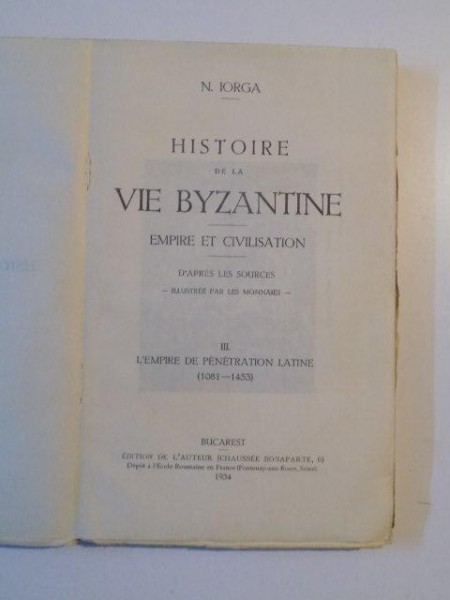 N. IORGA
HISTOIRE
DE LA
VIE BYZANTINE
EMPIRE ET CIVILISATION
D'APRÈS LES SOURCES
— ILLUSTRÉE PAR LES MONNAIES —
III.
L'EMPIRE DE PÉNÉTRATION LATINE
(1081—1453)
BUCAREST
ÉDITION DE L'AUTEUR (CHAUSSÉE BONAPARTE, 6)
Dépôt à l'École Roumaine en France (Fontenay-aux-Roses, Seine)
1934